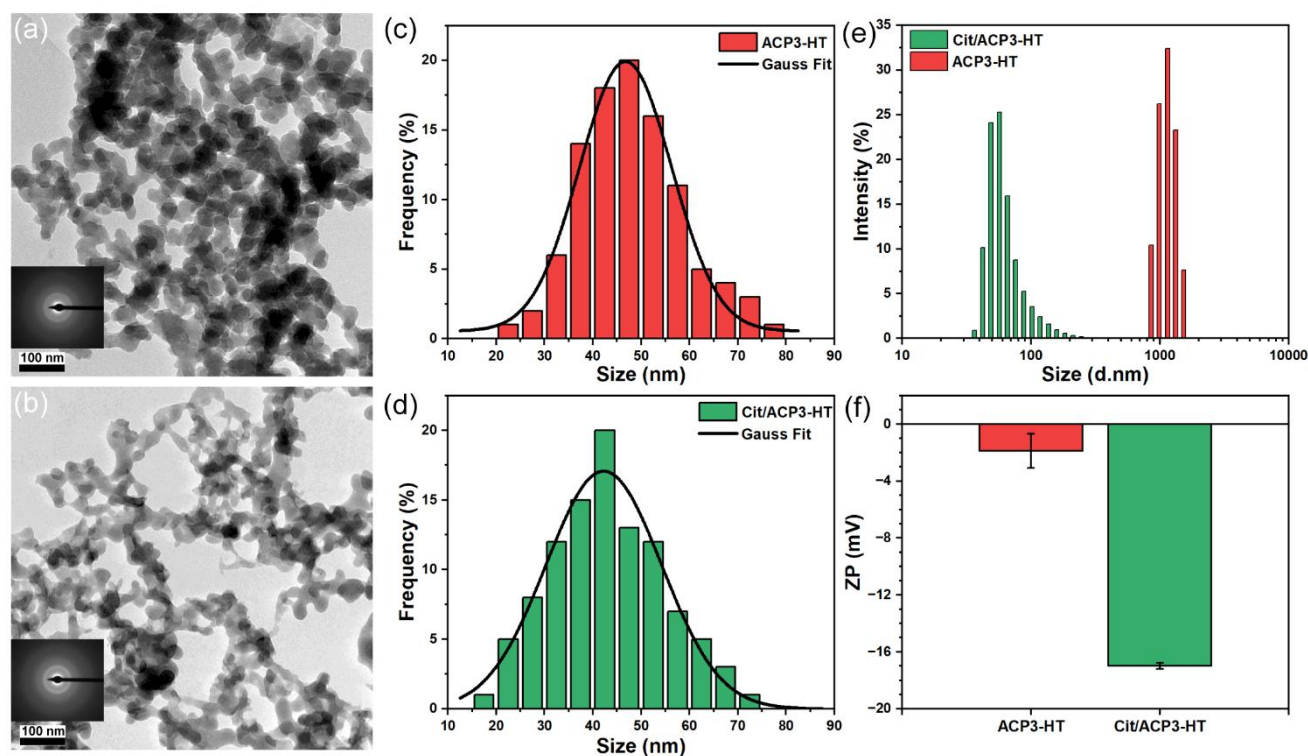 (a)
100 nm
(b)
100 nm
(c)
ACP3-HT
Gauss Fit
Frequency (%)
20
15
10
5
0
10 20 30 40 50 60 70 80 90
Size (nm)
(d)
Cit/ACP3-HT
Gauss Fit
Frequency (%)
20
15
10
5
0
10 20 30 40 50 60 70 80 90
Size (nm)
(e)
Cit/ACP3-HT
ACP3-HT
Intensity (%)
35
30
25
20
15
10
5
0
10 100 1000 10000
Size (d.nm)
(f)
ZP (mV)
0
−4
−8
−12
−16
−20
ACP3-HT Cit/ACP3-HT